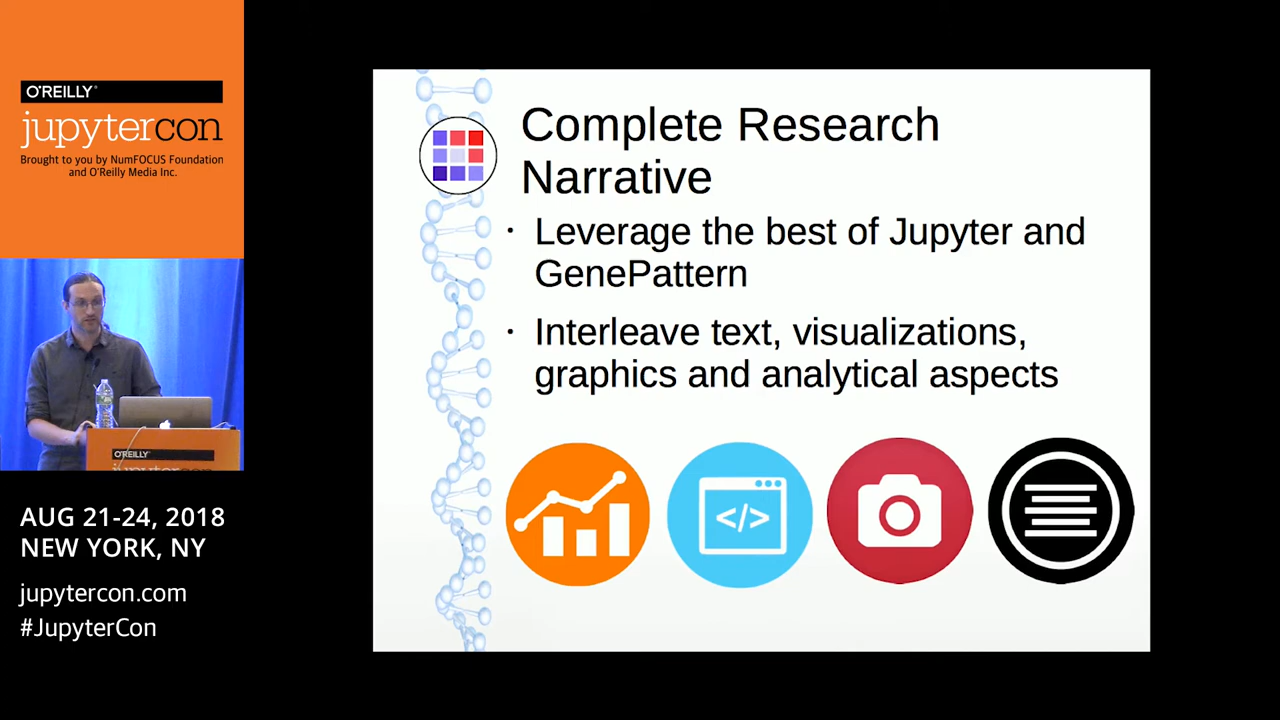 O'REILLY®
jupytercon
Brought to you by NumFOCUS Foundation
and O'Reilly Media Inc.
O'REILLY®
AUG 21-24, 2018
NEW YORK, NY
jupytercon.com
#JupyterCon
Complete Research
Narrative
· Leverage the best of Jupyter and
GenePattern
· Interleave text, visualizations,
graphics and analytical aspects
</>